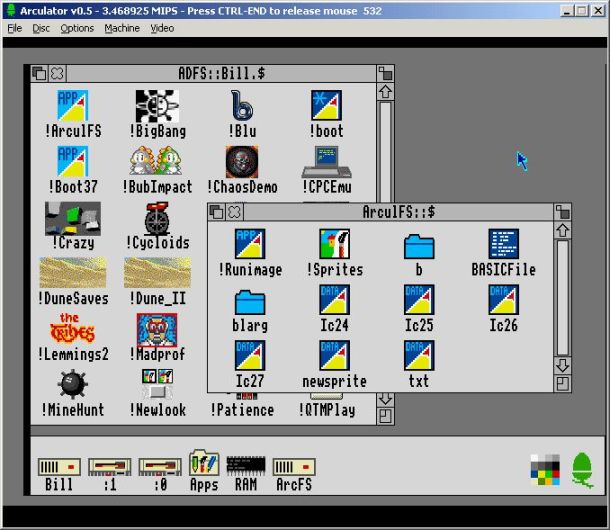 Arculator v0.5 - 3.468925 MIPS - Press CTRL-END to release mouse  532
File Disc Options Machine Video
ADFS::Bill.$
APP
!ArculFS !BigBang !Blu !boot
APP
!Boot37 !BubImpact !ChaosDemo !CPCEmu
!Crazy !Cycloids
!DuneSaves !Dune_II
the TRIBES
!Lemmings2 !Madprof
!MineHunt !Newlook !Patience !QTMPlay
ArculFS::$
APP
!Runimage !Sprites b BASICFile
DATA DATA DATA
blarg Ic24 Ic25 Ic26
DATA DATA DATA
Ic27 newsprite txt
Bill :1 :0 Apps RAM ArcFS